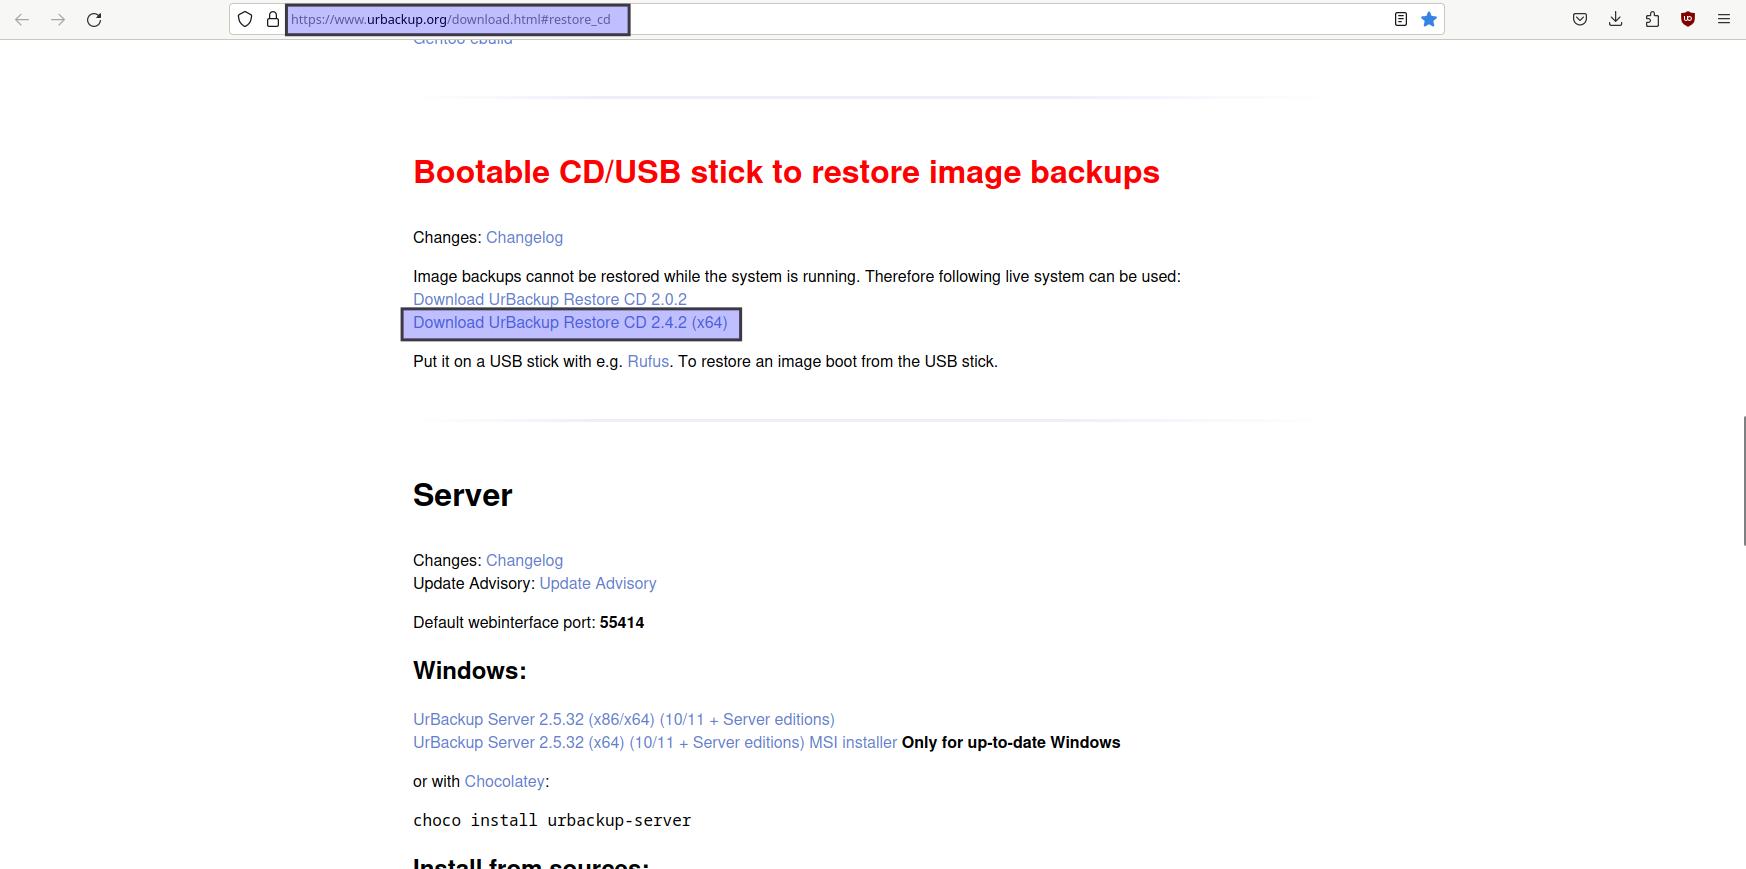 https://www.urbackup.org/download.html#restore_cd
Gentoo ebuild
Bootable CD/USB stick to restore image backups
Changes: Changelog
Image backups cannot be restored while the system is running. Therefore following live system can be used:
Download UrBackup Restore CD 2.0.2
Download UrBackup Restore CD 2.4.2 (x64)
Put it on a USB stick with e.g. Rufus. To restore an image boot from the USB stick.
Server
Changes: Changelog
Update Advisory: Update Advisory
Default webinterface port: 55414
Windows:
UrBackup Server 2.5.32 (x86/x64) (10/11 + Server editions)
UrBackup Server 2.5.32 (x64) (10/11 + Server editions) MSI installer Only for up-to-date Windows
or with Chocolatey:
choco install urbackup-server
Install from sources: